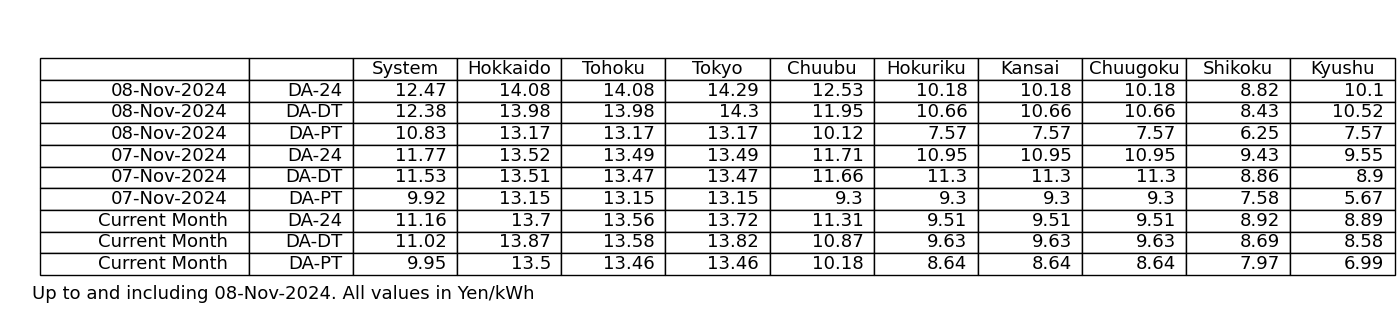 System Hokkaido Tohoku Tokyo Chuubu Hokuriku Kansai Chuugoku Shikoku Kyushu
08-Nov-2024 DA-24 12.47 14.08 14.08 14.29 12.53 10.18 10.18 10.18 8.82 10.1
08-Nov-2024 DA-DT 12.38 13.98 13.98 14.3 11.95 10.66 10.66 10.66 8.43 10.52
08-Nov-2024 DA-PT 10.83 13.17 13.17 13.17 10.12 7.57 7.57 7.57 6.25 7.57
07-Nov-2024 DA-24 11.77 13.52 13.49 13.49 11.71 10.95 10.95 10.95 9.43 9.55
07-Nov-2024 DA-DT 11.53 13.51 13.47 13.47 11.66 11.3 11.3 11.3 8.86 8.9
07-Nov-2024 DA-PT 9.92 13.15 13.15 13.15 9.3 9.3 9.3 9.3 7.58 5.67
Current Month DA-24 11.16 13.7 13.56 13.72 11.31 9.51 9.51 9.51 8.92 8.89
Current Month DA-DT 11.02 13.87 13.58 13.82 10.87 9.63 9.63 9.63 8.69 8.58
Current Month DA-PT 9.95 13.5 13.46 13.46 10.18 8.64 8.64 8.64 7.97 6.99
Up to and including 08-Nov-2024. All values in Yen/kWh